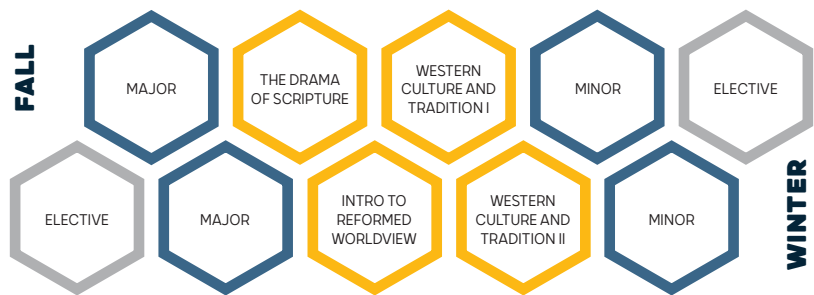 FALL
MAJOR
THE DRAMA
OF SCRIPTURE
WESTERN
CULTURE AND
TRADITION I
MINOR
ELECTIVE
ELECTIVE
MAJOR
INTRO TO
REFORMED
WORLDVIEW
WESTERN
CULTURE AND
TRADITION II
MINOR
WINTER